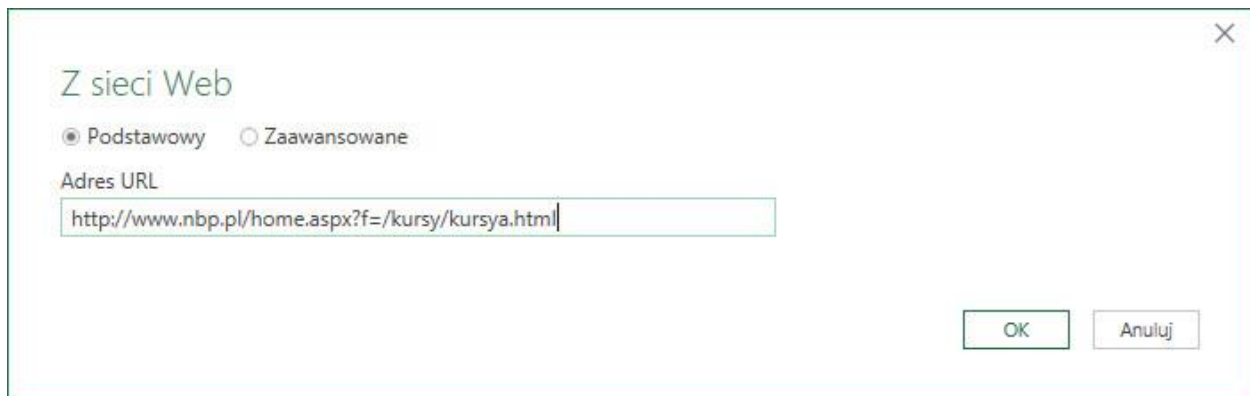 Z sieci Web
Podstawowy Zaawansowane
Adres URL
http://www.nbp.pl/home.aspx?f=/kursy/kursya.html
OK Anuluj